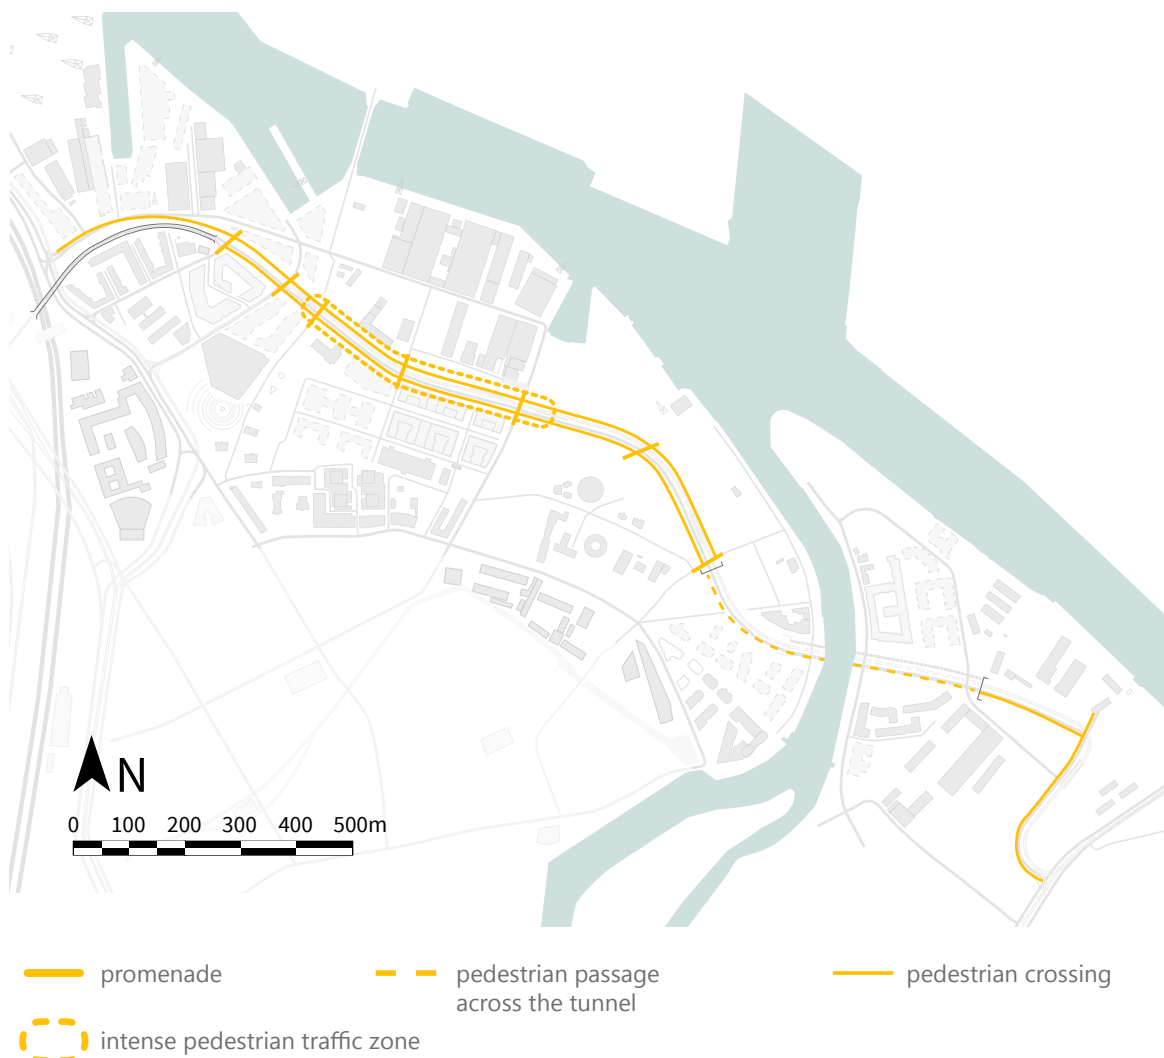 N
0 100 200 300 400 500m
promenade
pedestrian passage
across the tunnel
pedestrian crossing
intense pedestrian traffic zone